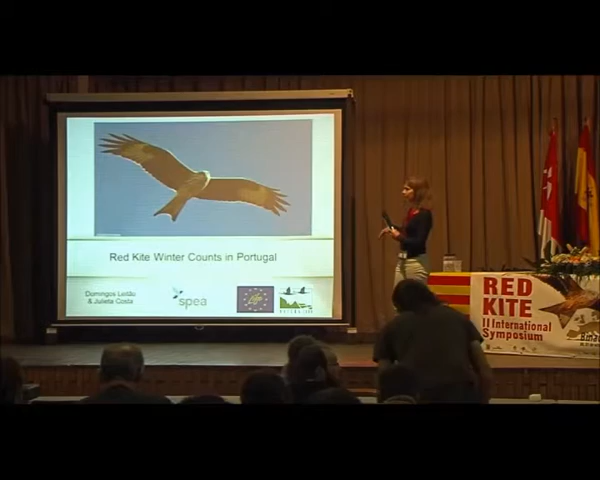 Red Kite Winter Counts in Portugal
Domingos Leitão
& Julieta Costa
spea
RED
KITE
II International
Symposium